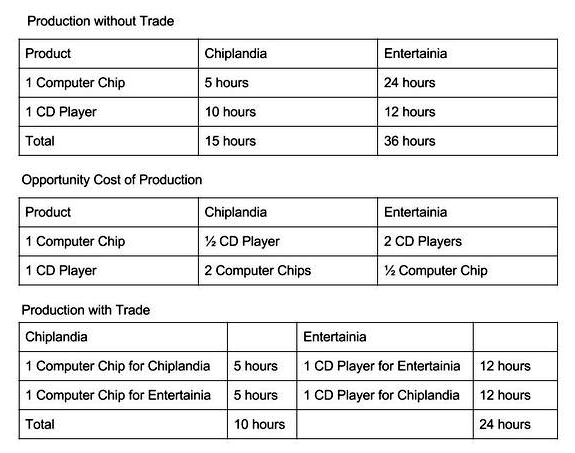 Production without Trade
Product Chiplandia Entertainia
1 Computer Chip 5 hours 24 hours
1 CD Player 10 hours 12 hours
Total 15 hours 36 hours
Opportunity Cost of Production
Product Chiplandia Entertainia
1 Computer Chip ½ CD Player 2 CD Players
1 CD Player 2 Computer Chips ½ Computer Chip
Production with Trade
Chiplandia Entertainia
1 Computer Chip for Chiplandia 5 hours 1 CD Player for Entertainia 12 hours
1 Computer Chip for Entertainia 5 hours 1 CD Player for Chiplandia 12 hours
Total 10 hours 24 hours